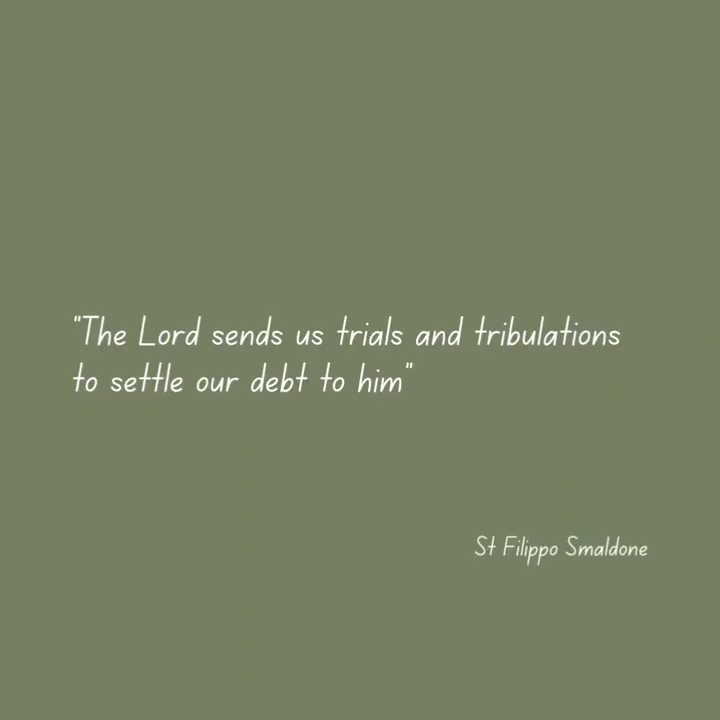 "The Lord sends us trials and tribulations
to settle our debt to him"
St Filippo Smaldone